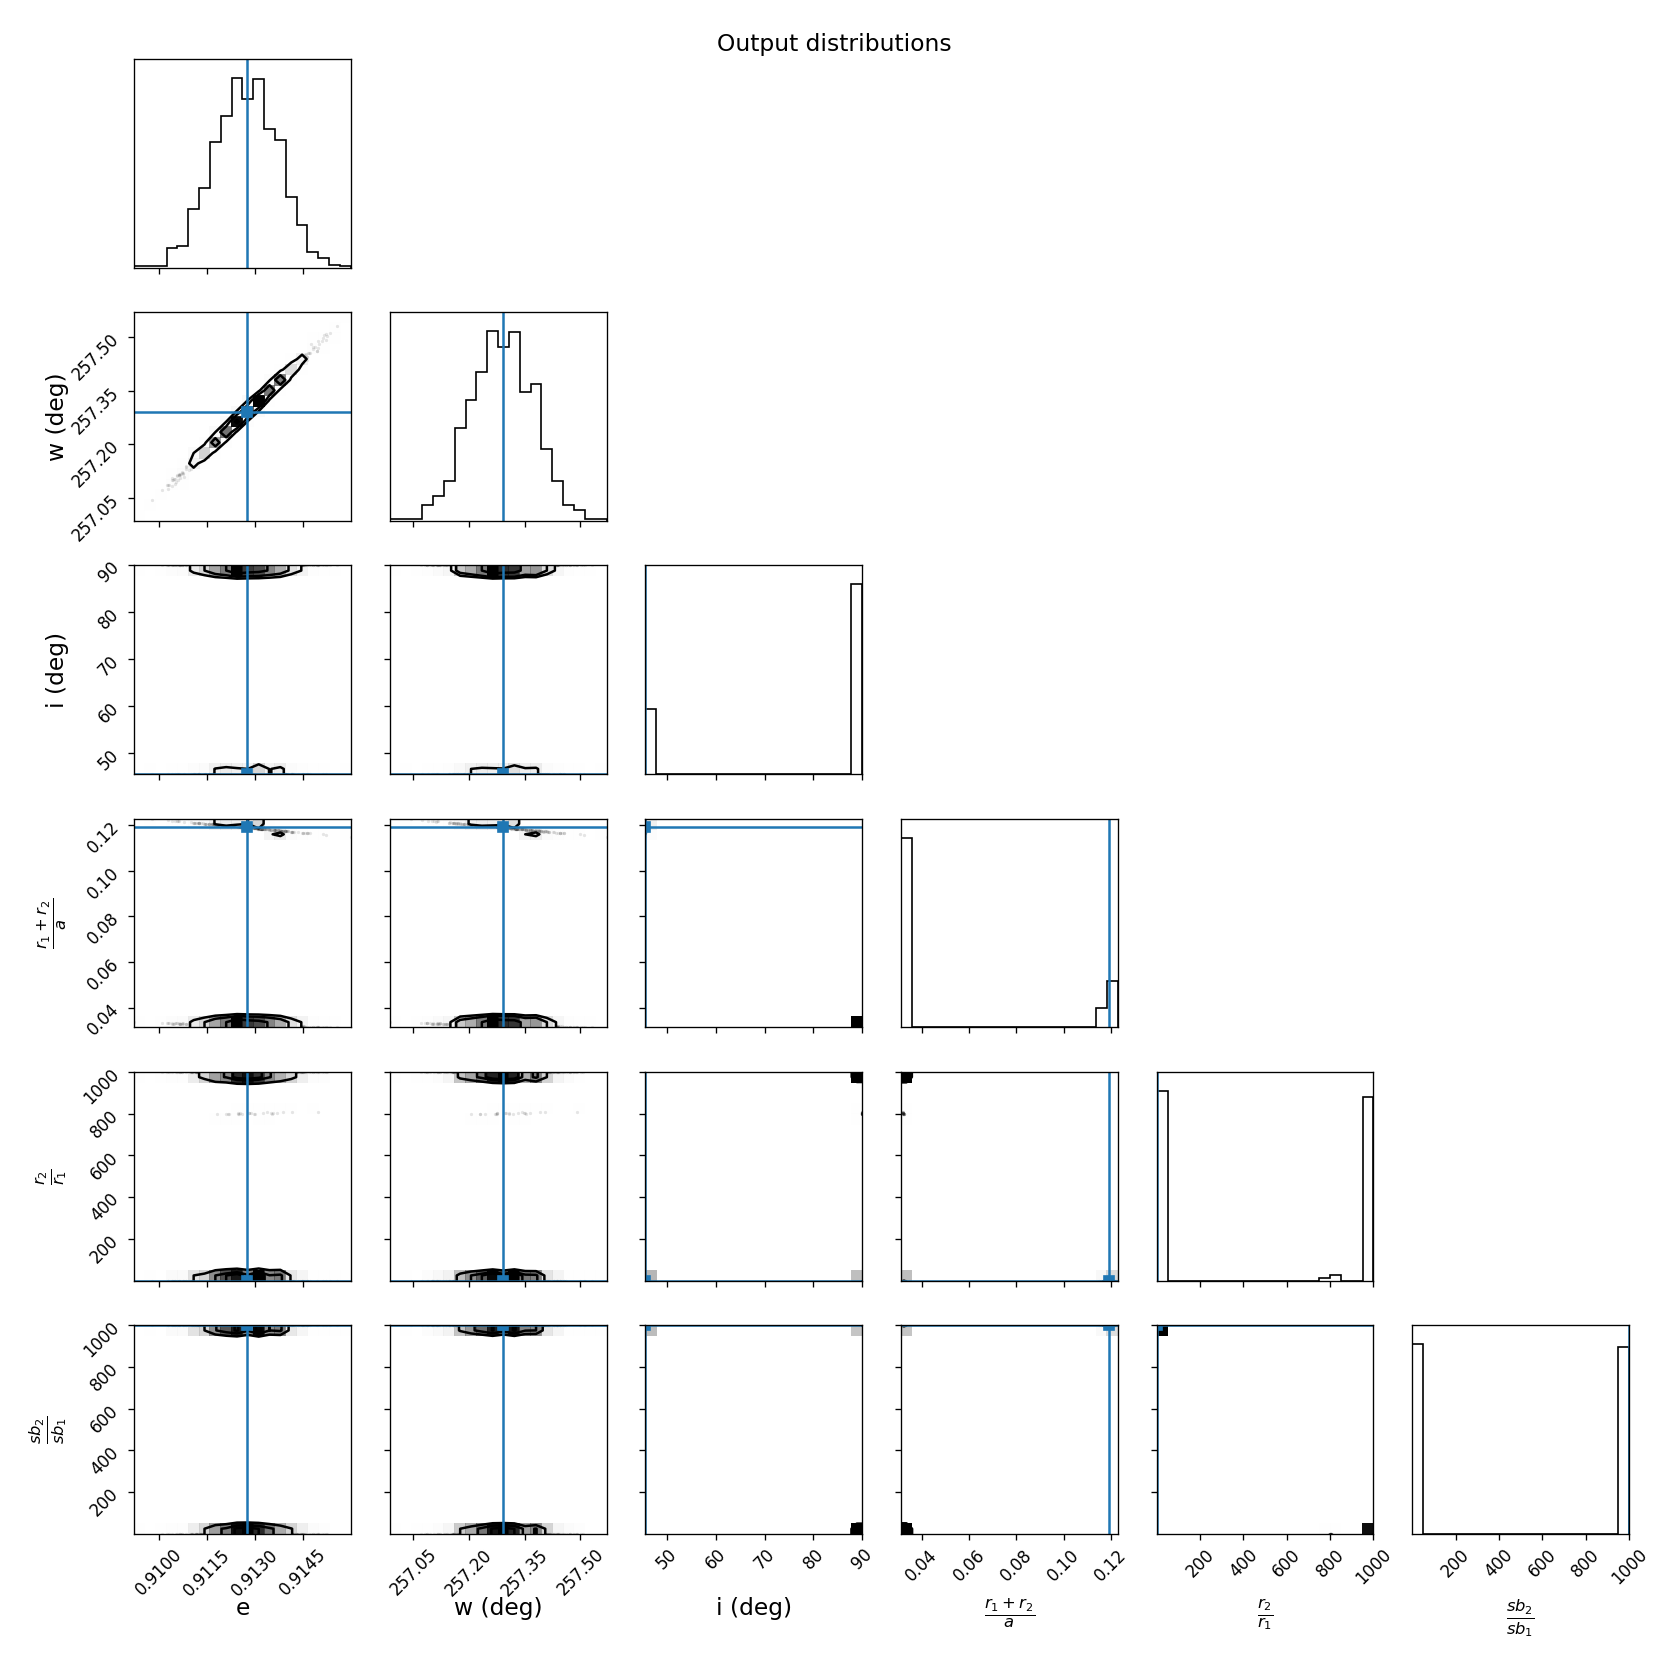 Output distributions
w (deg)
257.50
257.35
257.20
257.05
i (deg)
90
80
70
60
50
r₁ + r₂
a
0.12
0.10
0.08
0.06
0.04
r₂
r₁
1000
800
600
400
200
sb₂
sb₁
1000
800
600
400
200
0.9100 0.9115 0.9130 0.9145
257.05 257.20 257.35 257.50
50 60 70 80 90
0.04 0.06 0.08 0.10 0.12
200 400 600 800 1000
200 400 600 800 1000
e
w (deg)
i (deg)
r₁ + r₂
a
r₂
r₁
sb₂
sb₁